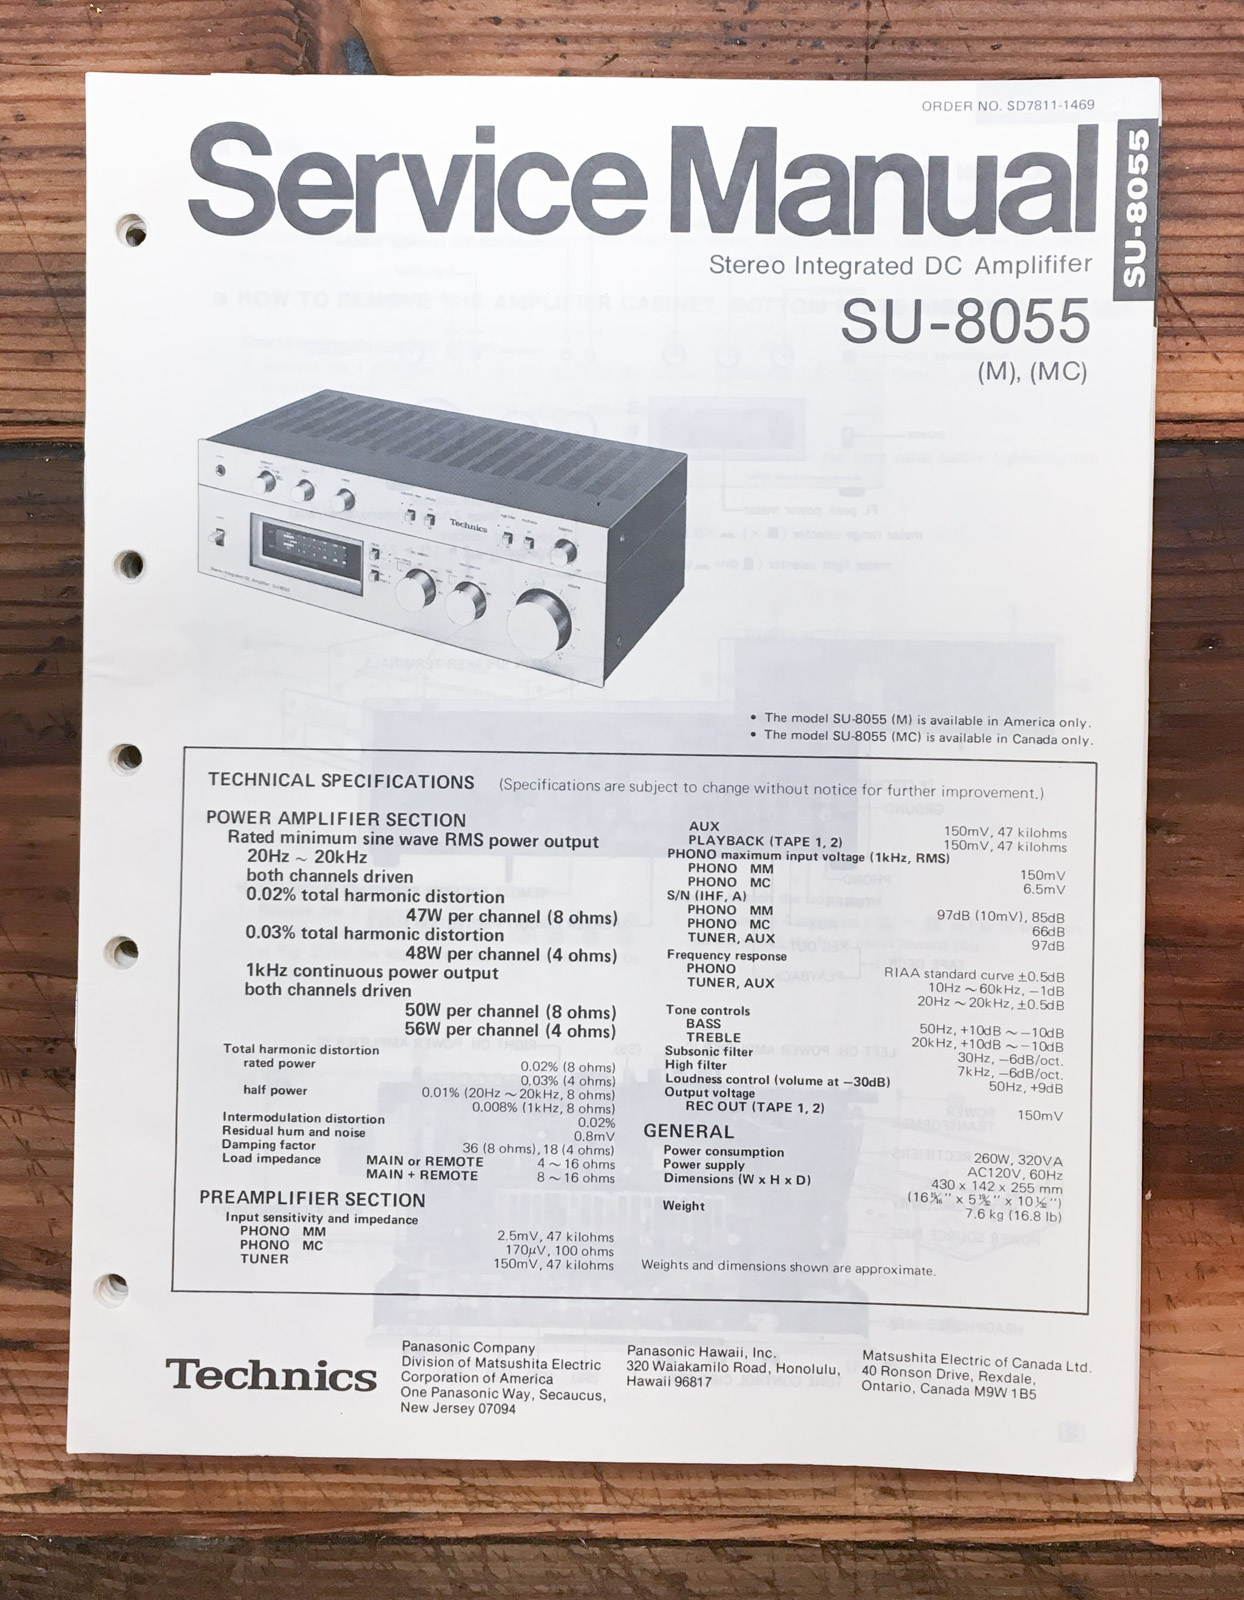 ORDER NO. SD7811-1469
Service Manual
SU-8055
Stereo Integrated DC Amplififer
SU-8055
(M), (MC)
Technics
• The model SU-8055 (M) is available in America only.
• The model SU-8055 (MC) is available in Canada only.
TECHNICAL SPECIFICATIONS (Specifications are subject to change without notice for further improvement.)
POWER AMPLIFIER SECTION
Rated minimum sine wave RMS power output
20Hz ~ 20kHz
both channels driven
0.02% total harmonic distortion
47W per channel (8 ohms)
0.03% total harmonic distortion
48W per channel (4 ohms)
1kHz continuous power output
both channels driven
50W per channel (8 ohms)
56W per channel (4 ohms)
Total harmonic distortion
rated power 0.02% (8 ohms)
0.03% (4 ohms)
half power 0.01% (20Hz ~ 20kHz, 8 ohms)
0.008% (1kHz, 8 ohms)
Intermodulation distortion 0.02%
Residual hum and noise 0.8mV
Damping factor 36 (8 ohms), 18 (4 ohms)
Load impedance MAIN or REMOTE 4 ~ 16 ohms
MAIN + REMOTE 8 ~ 16 ohms
PREAMPLIFIER SECTION
Input sensitivity and impedance
PHONO MM 2.5mV, 47 kilohms
PHONO MC 170μV, 100 ohms
TUNER 150mV, 47 kilohms
AUX 150mV, 47 kilohms
PLAYBACK (TAPE 1, 2) 150mV, 47 kilohms
PHONO maximum input voltage (1kHz, RMS)
PHONO MM 150mV
PHONO MC 6.5mV
S/N (IHF, A)
PHONO MM 97dB (10mV), 85dB
PHONO MC 66dB
TUNER, AUX 97dB
Frequency response
PHONO RIAA standard curve ±0.5dB
TUNER, AUX 10Hz ~ 60kHz, −1dB
20Hz ~ 20kHz, ±0.5dB
Tone controls
BASS 50Hz, +10dB ~ −10dB
TREBLE 20kHz, +10dB ~ −10dB
Subsonic filter 30Hz, −6dB/oct.
High filter 7kHz, −6dB/oct.
Loudness control (volume at −30dB) 50Hz, +9dB
Output voltage
REC OUT (TAPE 1, 2) 150mV
GENERAL
Power consumption 260W, 320VA
Power supply AC120V, 60Hz
Dimensions (W x H x D) 430 x 142 x 255 mm
Weight 7.6 kg (16.8 lb)
Weights and dimensions shown are approximate.
Technics
Panasonic Company
Division of Matsushita Electric
Corporation of America
One Panasonic Way, Secaucus,
New Jersey 07094
Panasonic Hawaii, Inc.
320 Waiakamilo Road, Honolulu,
Hawaii 96817
Matsushita Electric of Canada Ltd.
40 Ronson Drive, Rexdale,
Ontario, Canada M9W 1B5